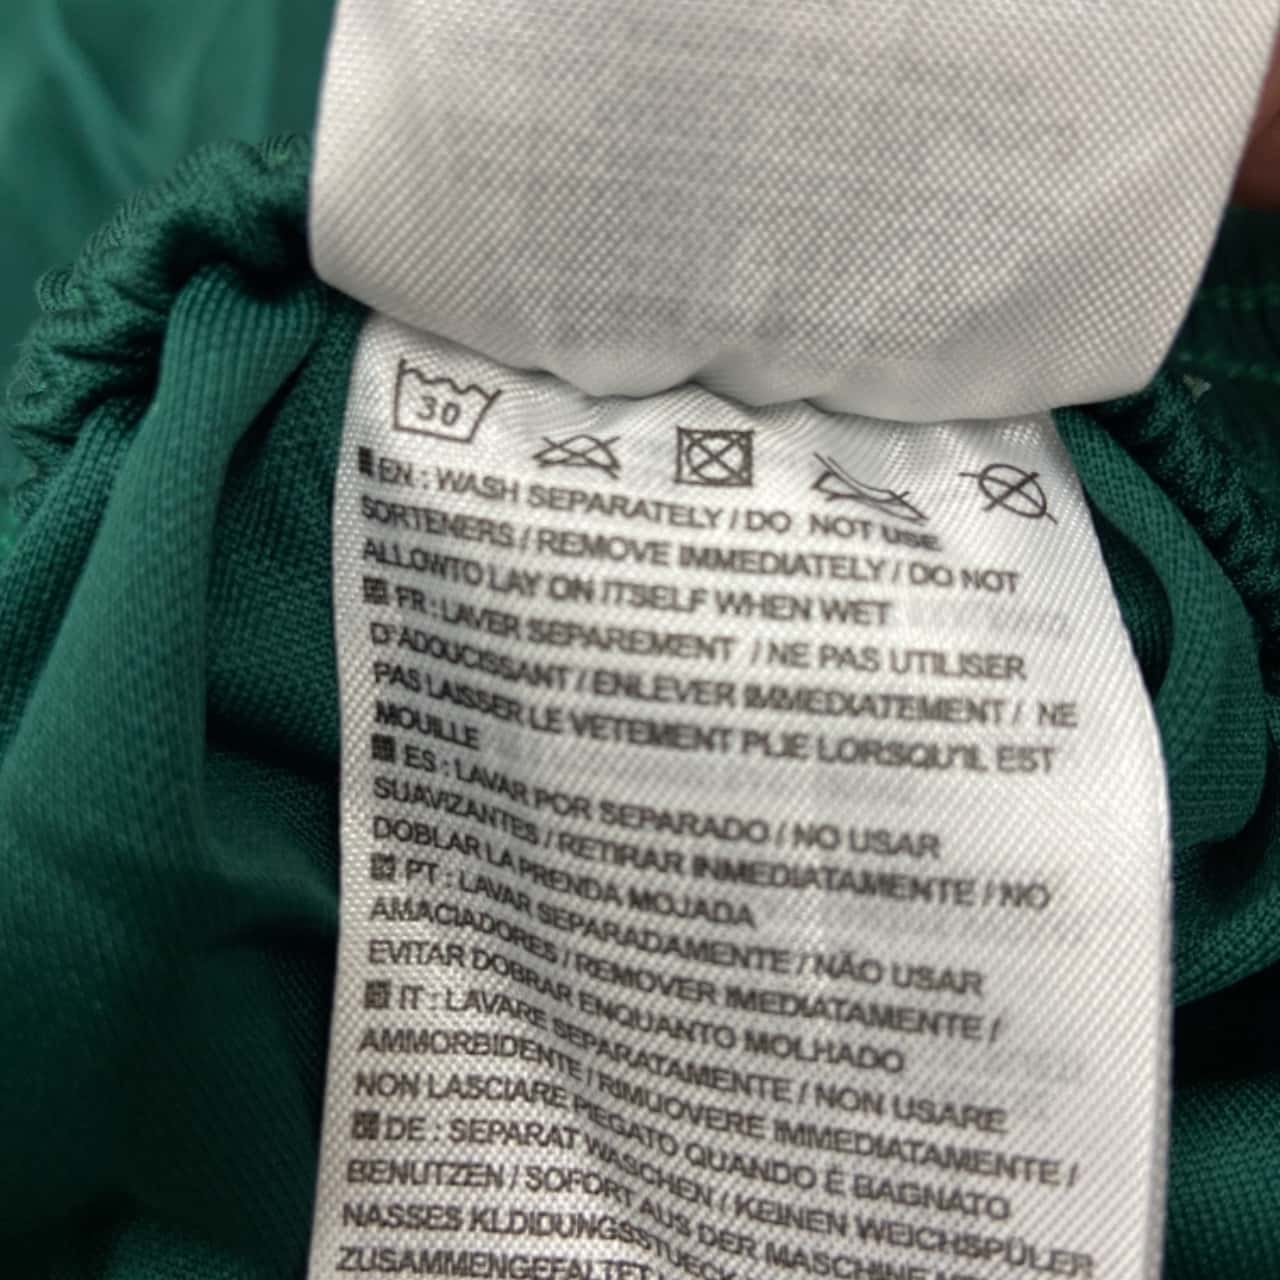 30
EN : WASH SEPARATELY / DO NOT USE
SORTENERS / REMOVE IMMEDIATELY / DO NOT
ALLOWTO LAY ON ITSELF WHEN WET
FR : LAVER SEPAREMENT / NE PAS UTILISER
D'ADOUCISSANT / ENLEVER IMMEDIATEMENT / NE
PAS LAISSER LE VETEMENT PLIE LORSQU'IL EST
MOUILLE
ES : LAVAR POR SEPARADO / NO USAR
SUAVIZANTES / RETIRAR INMEDIATAMENTE / NO
DOBLAR LA PRENDA MOJADA
PT : LAVAR SEPARADAMENTE / NÃO USAR
AMACIADORES / REMOVER IMEDIATAMENTE /
EVITAR DOBRAR ENQUANTO MOLHADO
IT : LAVARE SEPARATAMENTE / NON USARE
AMMORBIDENTE / RIMUOVERE IMMEDIATAMENTE /
NON LASCIARE PIEGATO QUANDO È BAGNATO
DE : SEPARAT WASCHEN / KEINEN WEICHSPÜLER
BENUTZEN / SOFORT AUS DER MASCHINE
NASSES KLDIDUNGSSTUECK
ZUSAMMENGEFALTET